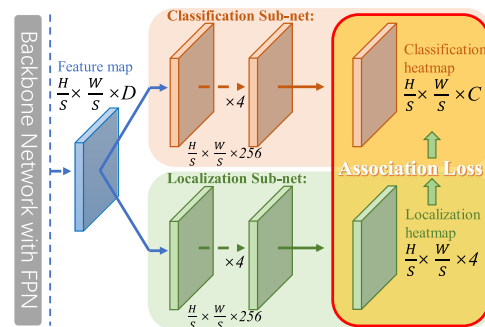 Backbone Network with FPN
Feature map
H/S × W/S ×D
Classification Sub-net:
×4
H/S × W/S ×256
Classification
heatmap
H/S × W/S ×C
Association Loss
Localization Sub-net:
×4
H/S × W/S ×256
Localization
heatmap
H/S × W/S ×4